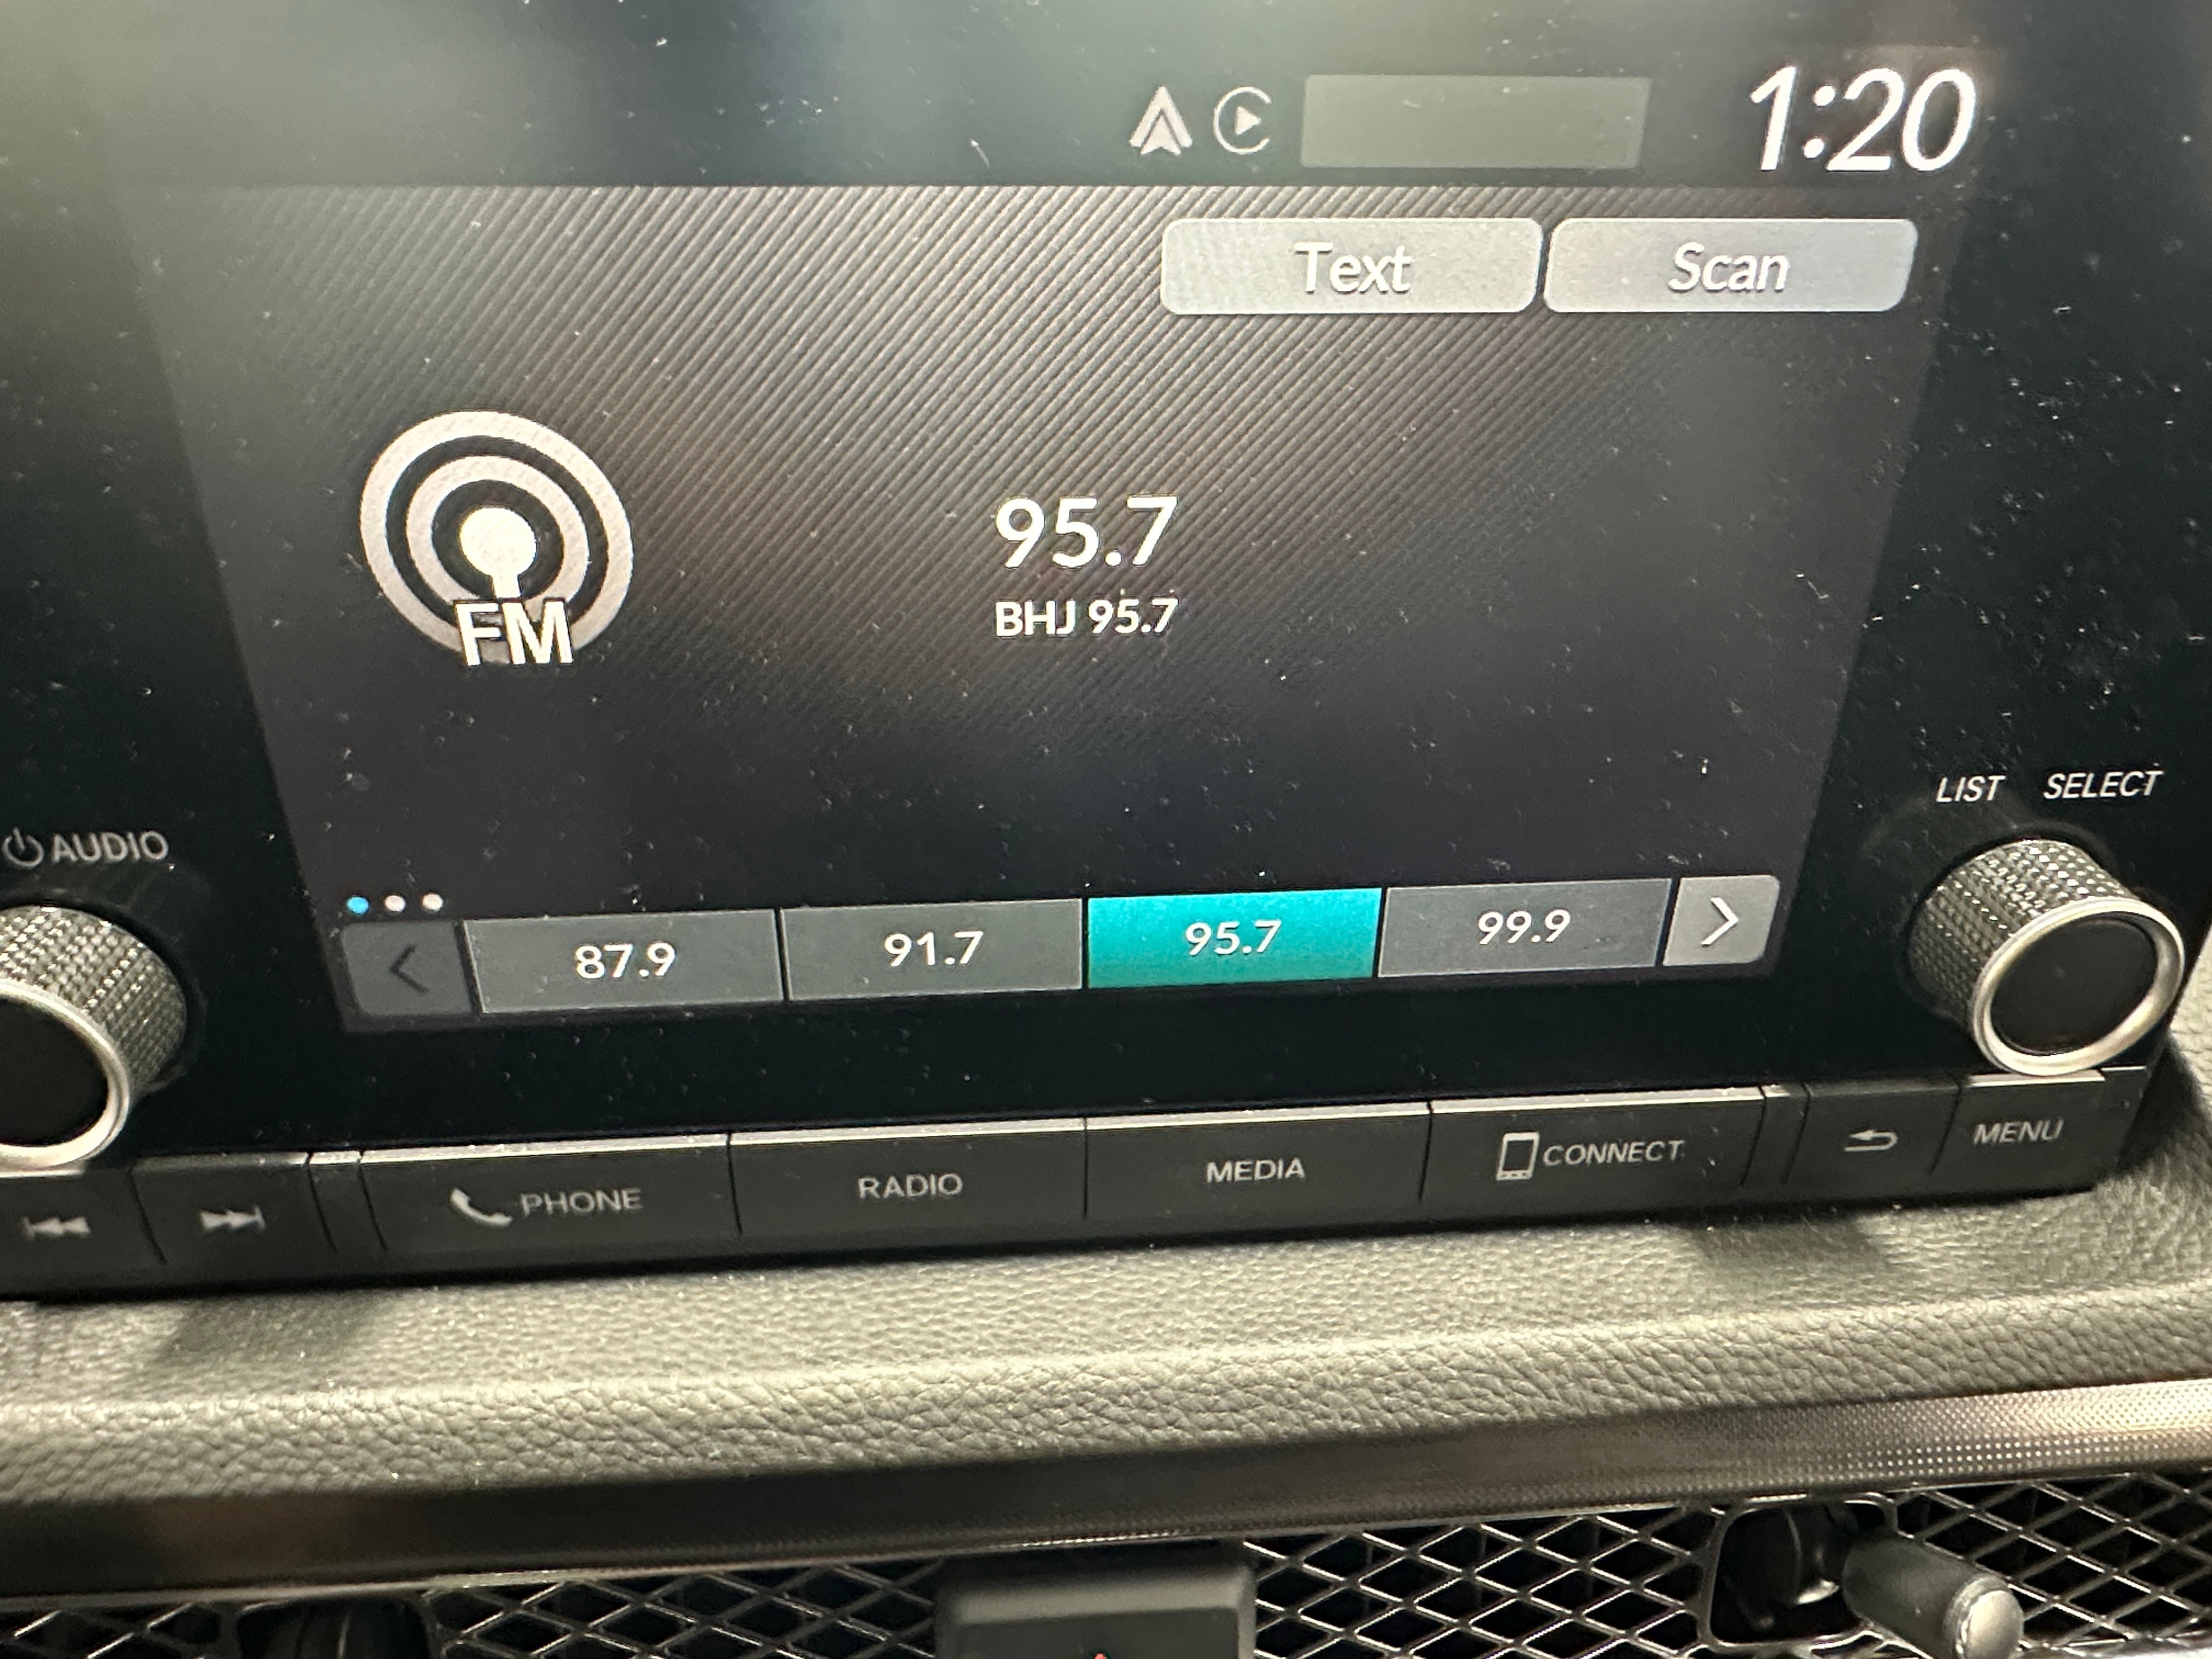 1:20
Text Scan
95.7
BHJ 95.7
FM
LIST SELECT
AUDIO
87.9 91.7 95.7 99.9
PHONE RADIO MEDIA CONNECT MENU